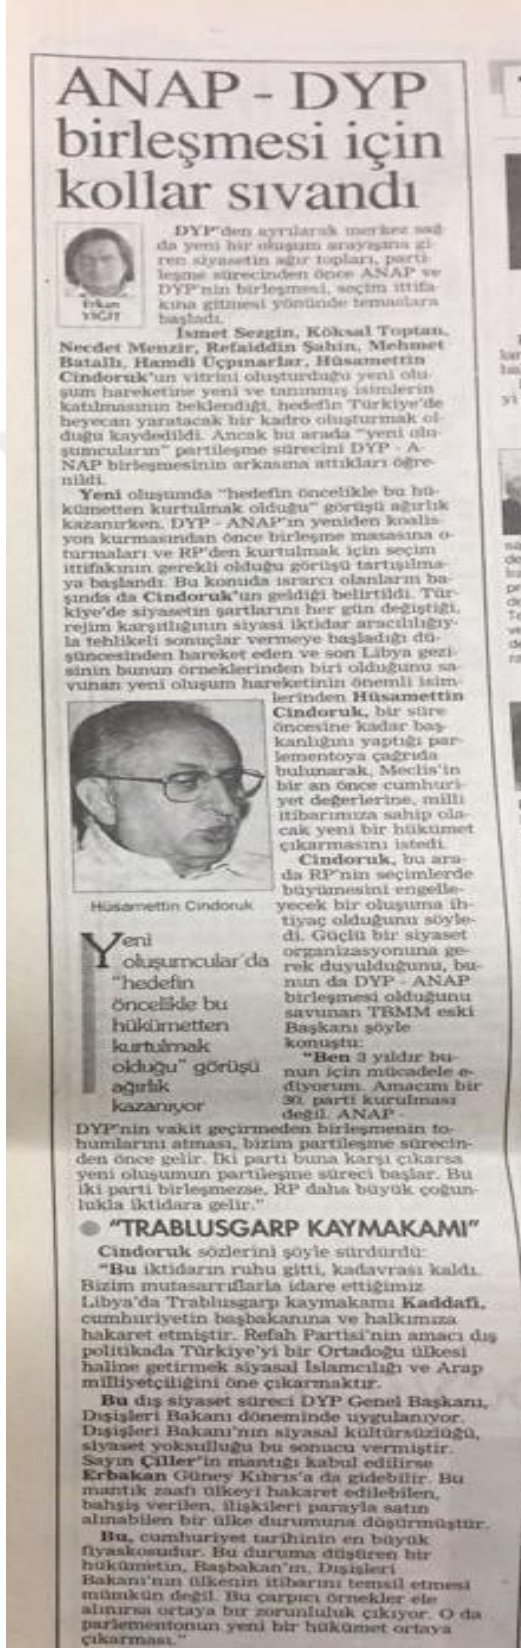 ANAP - DYP
birleşmesi için
kollar sıvandı
Erkan
YİĞİT
DYP'den ayrılarak merkez sağ
da yeni bir oluşum arayışına gi
ren siyasetin ağır topları, parti
leşme sürecinden önce ANAP ve
DYP'nin birleşmesi, seçim ittifa
kına gitmesi yönünde temaslara
başladı.
İsmet Sezgin, Köksal Toptan,
Necdet Menzir, Refaiddin Şahin, Mehmet
Batallı, Hamdi Üçpınarlar, Hüsamettin
Cindoruk'un vitrini oluşturduğu yeni olu-
şum hareketine yeni ve tanınmış isimlerin
katılmasının beklendiği, hedefin Türkiye'de
heyecan yaratacak bir kadro oluşturmak ol-
duğu kaydedildi. Ancak bu arada "yeni olu-
şumcuların" partileşme sürecini DYP - A-
NAP birleşmesinin arkasına attıkları öğre-
nildi.
Yeni oluşumda "hedefin öncelikle bu hü-
kümetten kurtulmak olduğu" görüşü ağırlık
kazanırken, DYP - ANAP'ın yeniden koalis-
yon kurmasından önce birleşme masasına o-
turmaları ve RP'den kurtulmak için seçim
ittifakının gerekli olduğu görüşü tartışılma-
ya başlandı. Bu konuda ısrarcı olanların ba-
şında da Cindoruk'un geldiği belirtildi. Tür-
kiye'de siyasetin şartlarını her gün değiştiği,
rejim karşıtlığının siyasi iktidar aracılığıy-
la tehlikeli sonuçlar vermeye başladığı dü-
şüncesinden hareket eden ve son Libya gezi-
sinin bunun örneklerinden biri olduğunu sa-
vunan yeni oluşum hareketinin önemli isim-
lerinden Hüsamettin
Cindoruk, bir süre
öncesine kadar baş-
kanlığını yaptığı par-
lementoya çağrıda
bulunarak, Meclis'in
bir an önce cumhuri-
yet değerlerine, milli
itibarımıza sahip ola-
cak yeni bir hükümet
çıkarmasını istedi.
Cindoruk, bu ara-
da RP'nin seçimlerde
büyümesini engelle-
yecek bir oluşuma ih-
tiyaç olduğunu söyle-
di. Güçlü bir siyaset
organizasyonuna ge-
rek duyulduğunu, bu-
nun da DYP - ANAP
birleşmesi olduğunu
savunan TBMM eski
Başkanı şöyle
konuştu:
Hüsamettin Cindoruk
Yeni
oluşumcular'da
"hedefin
öncelikle bu
hükümetten
kurtulmak
olduğu" görüşü
ağırlık
kazanıyor
"Ben 3 yıldır bu-
nun için mücadele e-
diyorum. Amacım bir
30. parti kurulması
değil. ANAP -
DYP'nin vakit geçirmeden birleşmenin to-
humlarını atması, bizim partileşme sürecin-
den önce gelir. İki parti buna karşı çıkarsa
yeni oluşumun partileşme süreci başlar. Bu
iki parti birleşmezse, RP daha büyük çoğun-
lukla iktidara gelir."
● "TRABLUSGARP KAYMAKAMI"
Cindoruk sözlerini şöyle sürdürdü:
"Bu iktidarın ruhu gitti, kadavrası kaldı.
Bizim mutasarrıflarla idare ettiğimiz
Libya'da Trablusgarp kaymakamı Kaddafi,
cumhuriyetin başbakanına ve halkımıza
hakaret etmiştir. Refah Partisi'nin amacı dış
politikada Türkiye'yi bir Ortadoğu ülkesi
haline getirmek siyasal İslamcılığı ve Arap
milliyetçiliğini öne çıkarmaktır.
Bu dış siyaset süreci DYP Genel Başkanı,
Dışişleri Bakanı döneminde uygulanıyor.
Dışişleri Bakanı'nın siyasal kültürsüzlüğü,
siyaset yoksulluğu bu sonucu vermiştir.
Sayın Çiller'in mantığı kabul edilirse
Erbakan Güney Kıbrıs'a da gidebilir. Bu
mantık zaafı ülkeyi hakaret edilebilen,
bahşiş verilen, ilişkileri parayla satın
alınabilen bir ülke durumuna düşürmüştür.
Bu, cumhuriyet tarihinin en büyük
fiyaskosudur. Bu duruma düşüren bir
hükümetin, Başbakan'ın, Dışişleri
Bakanı'nın ülkenin itibarını temsil etmesi
mümkün değil. Bu çarpıcı örnekler ele
alınırsa ortaya bir zorunluluk çıkıyor. O da
parlementonun yeni bir hükümet ortaya
çıkarması."